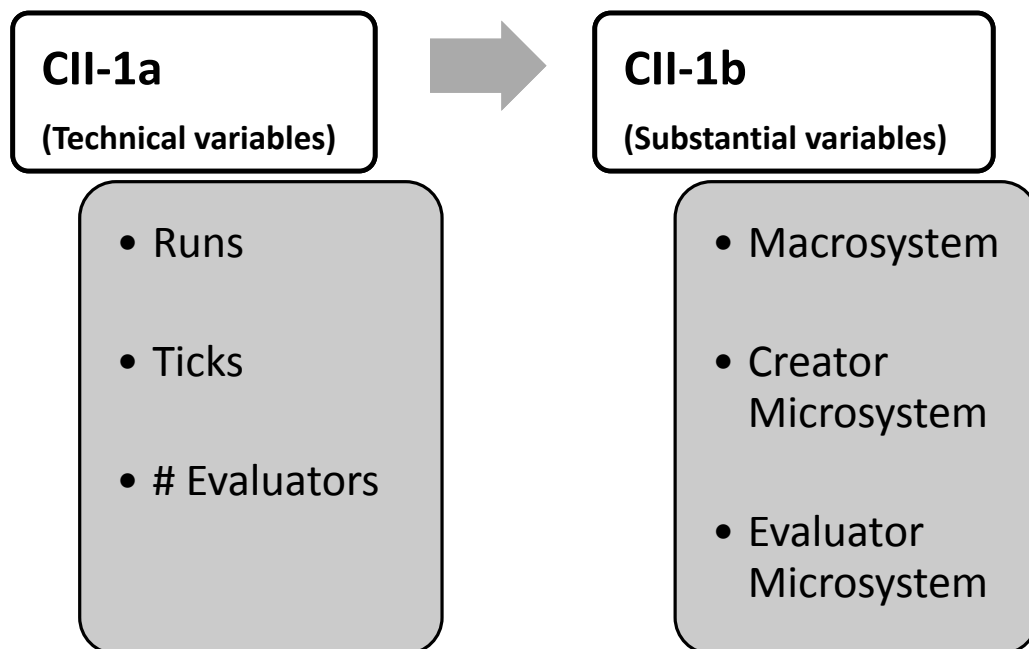 CII-1a
(Technical variables)
• Runs
• Ticks
• # Evaluators
CII-1b
(Substantial variables)
• Macrosystem
• Creator
Microsystem
• Evaluator
Microsystem